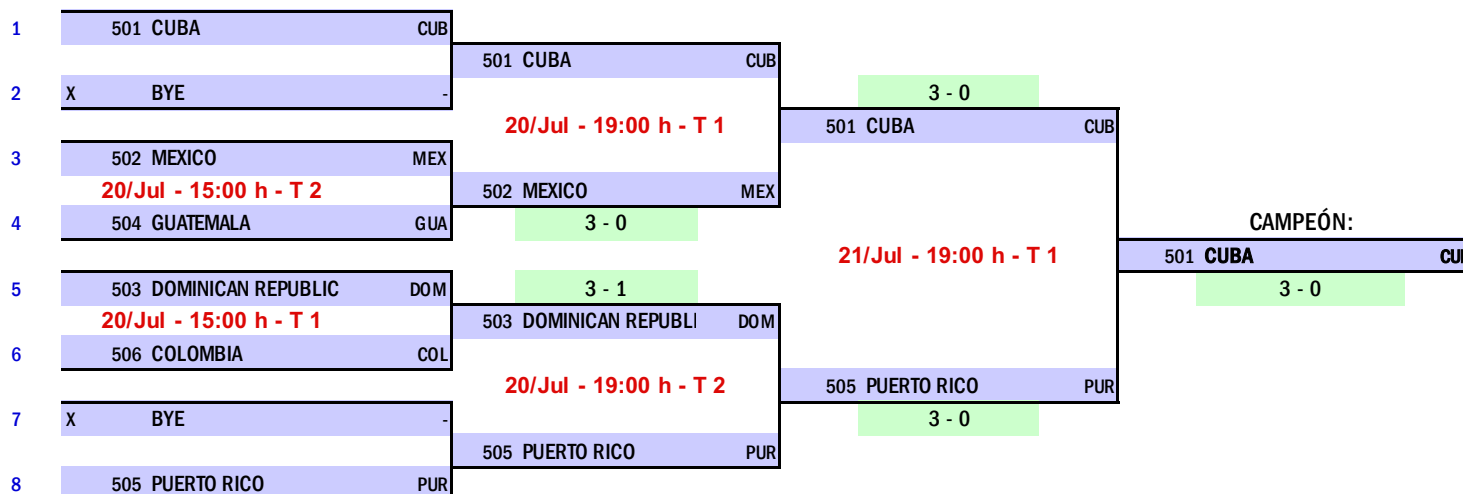 1 501 CUBA CUB
501 CUBA CUB
2 X BYE - 3 - 0
20/Jul - 19:00 h - T 1 501 CUBA CUB
3 502 MEXICO MEX
20/Jul - 15:00 h - T 2 502 MEXICO MEX
4 504 GUATEMALA GUA 3 - 0 CAMPEÓN:
21/Jul - 19:00 h - T 1 501 CUBA
5 503 DOMINICAN REPUBLIC DOM 3 - 1 3 - 0
20/Jul - 15:00 h - T 1 503 DOMINICAN REPUBL DOM
6 506 COLOMBIA COL
20/Jul - 19:00 h - T 2 505 PUERTO RICO PUR
7 X BYE - 3 - 0
505 PUERTO RICO PUR
8 505 PUERTO RICO PUR